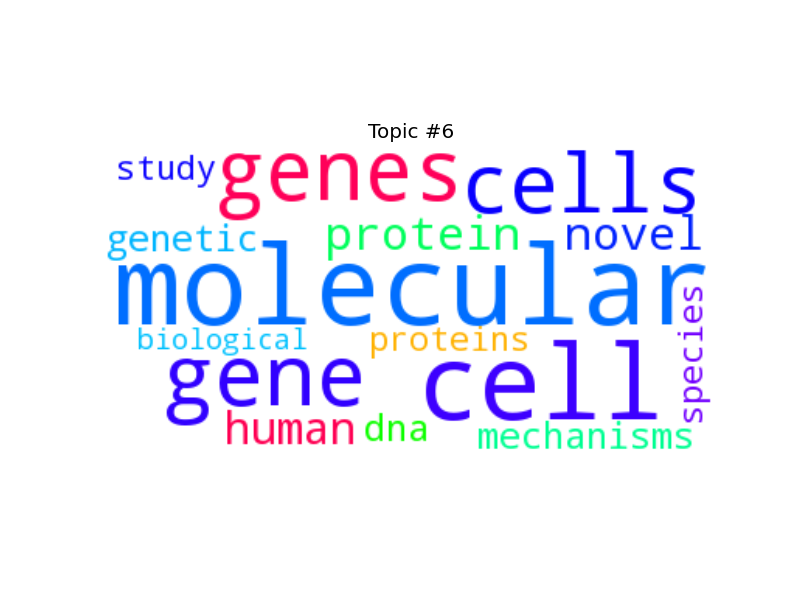 Topic #6
study genes cells
genetic protein novel
molecular
species
biological proteins
gene cell
human dna mechanisms